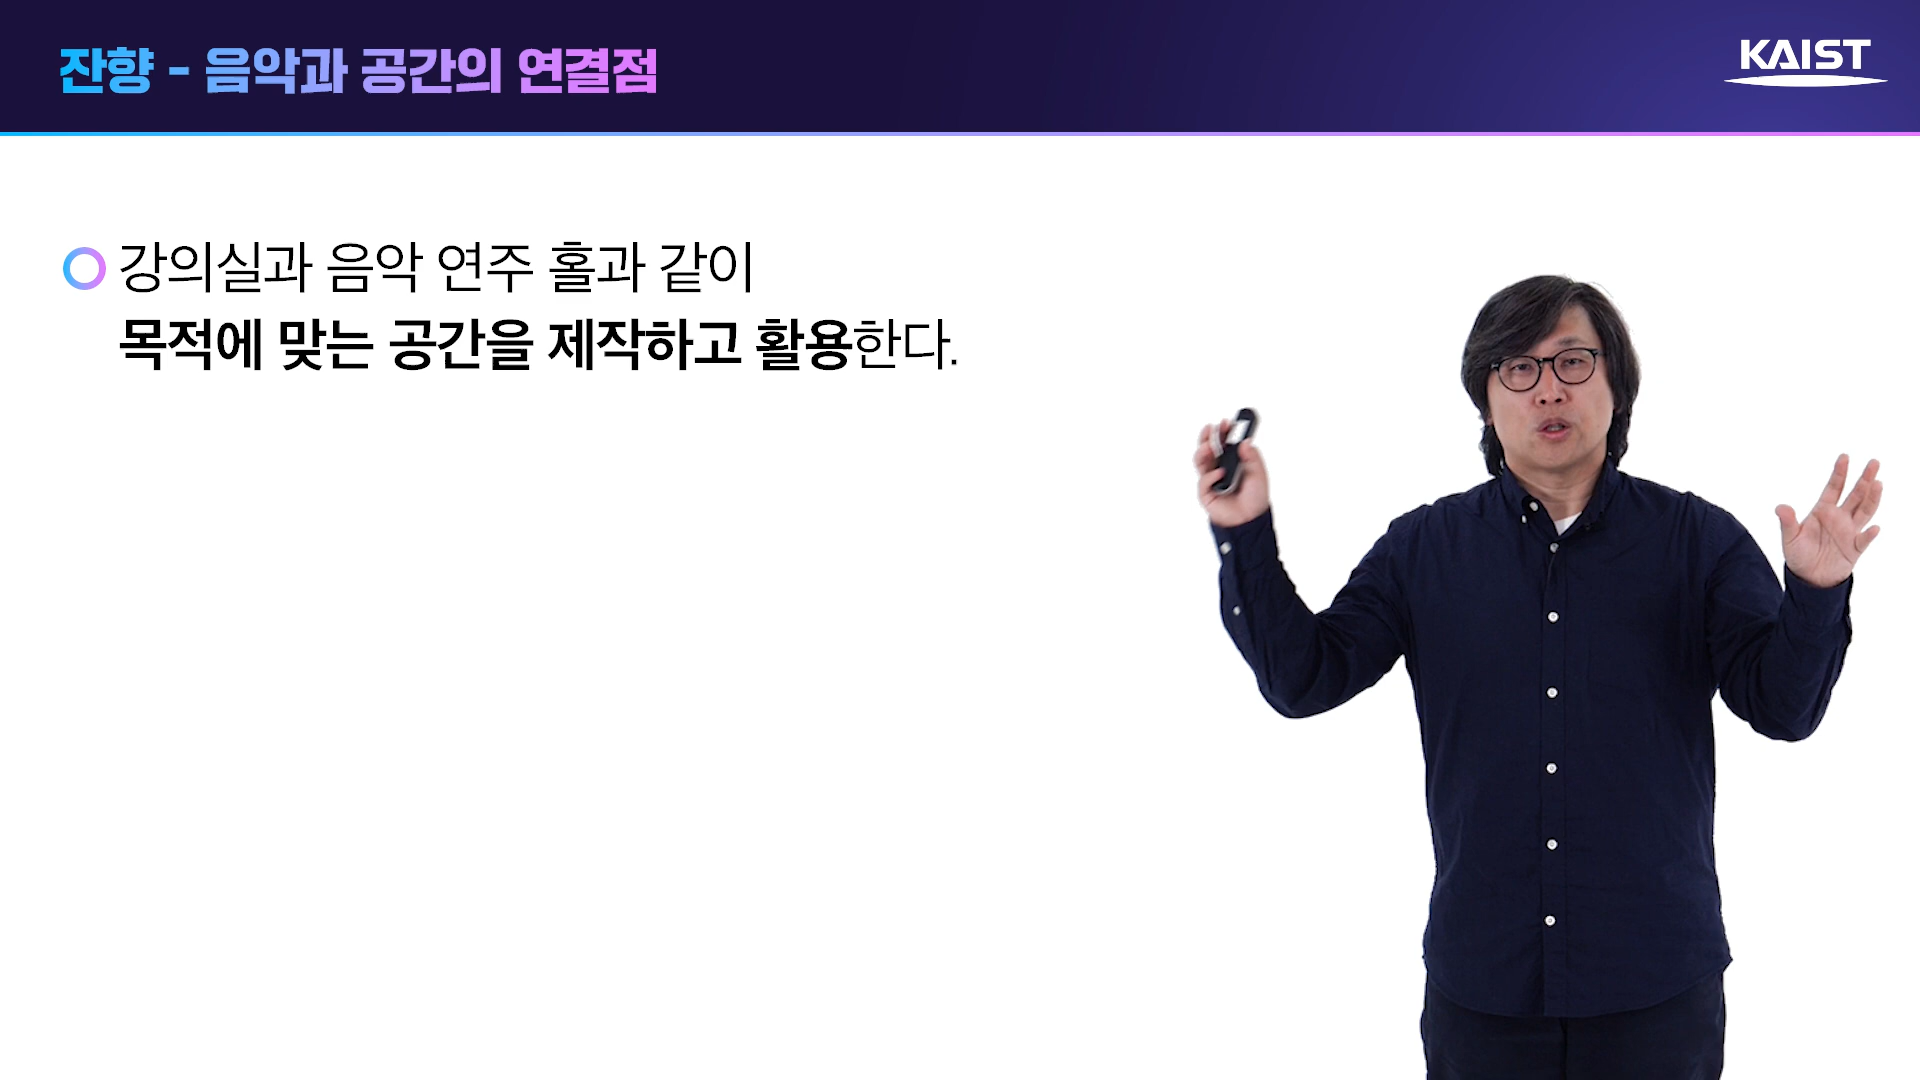 잔향 - 음악과 공간의 연결점
KAIST
강의실과 음악 연주 홀과 같이
목적에 맞는 공간을 제작하고 활용한다.